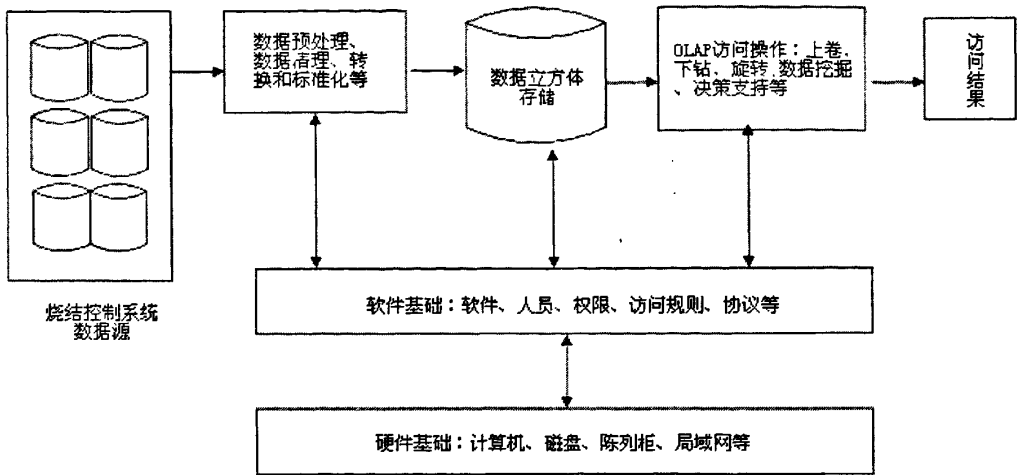 数据预处理、
数据清理、转
换和标准化等
数据立方体
存储
OLAP访问操作：上卷、
下钻、旋转、数据挖掘
、决策支持等
访问结果
烧结控制系统
数据源
软件基础：软件、人员、权限、访问规则、协议等
硬件基础：计算机、磁盘、陈列柜、局域网等